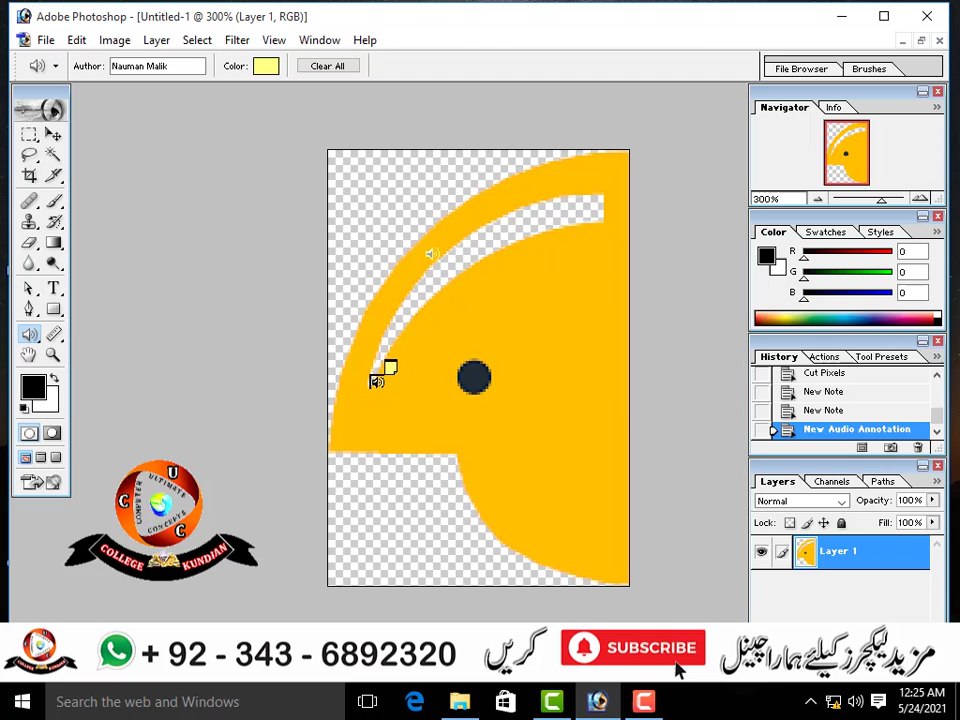 Adobe Photoshop - [Untitled-1 @ 300% (Layer 1, RGB)]
File Edit Image Layer Select Filter View Window Help
Author: Nauman Malik Color: Clear All File Browser Brushes
Navigator Info
300%
Color Swatches Styles
R 0
G 0
B 0
History Actions Tool Presets
Cut Pixels
New Note
New Note
New Audio Annotation
Layers Channels Paths
Normal Opacity: 100%
Lock: Fill: 100%
Layer 1
U C C
ULTIMATE CONCEPTS COMPUTER
COLLEGE KUNDIAN
مزید لیکچرز کیلئے ہمارا چینل SUBSCRIBE کریں + 92 - 343 - 6892320
Search the web and Windows
12:25 AM
5/24/2021